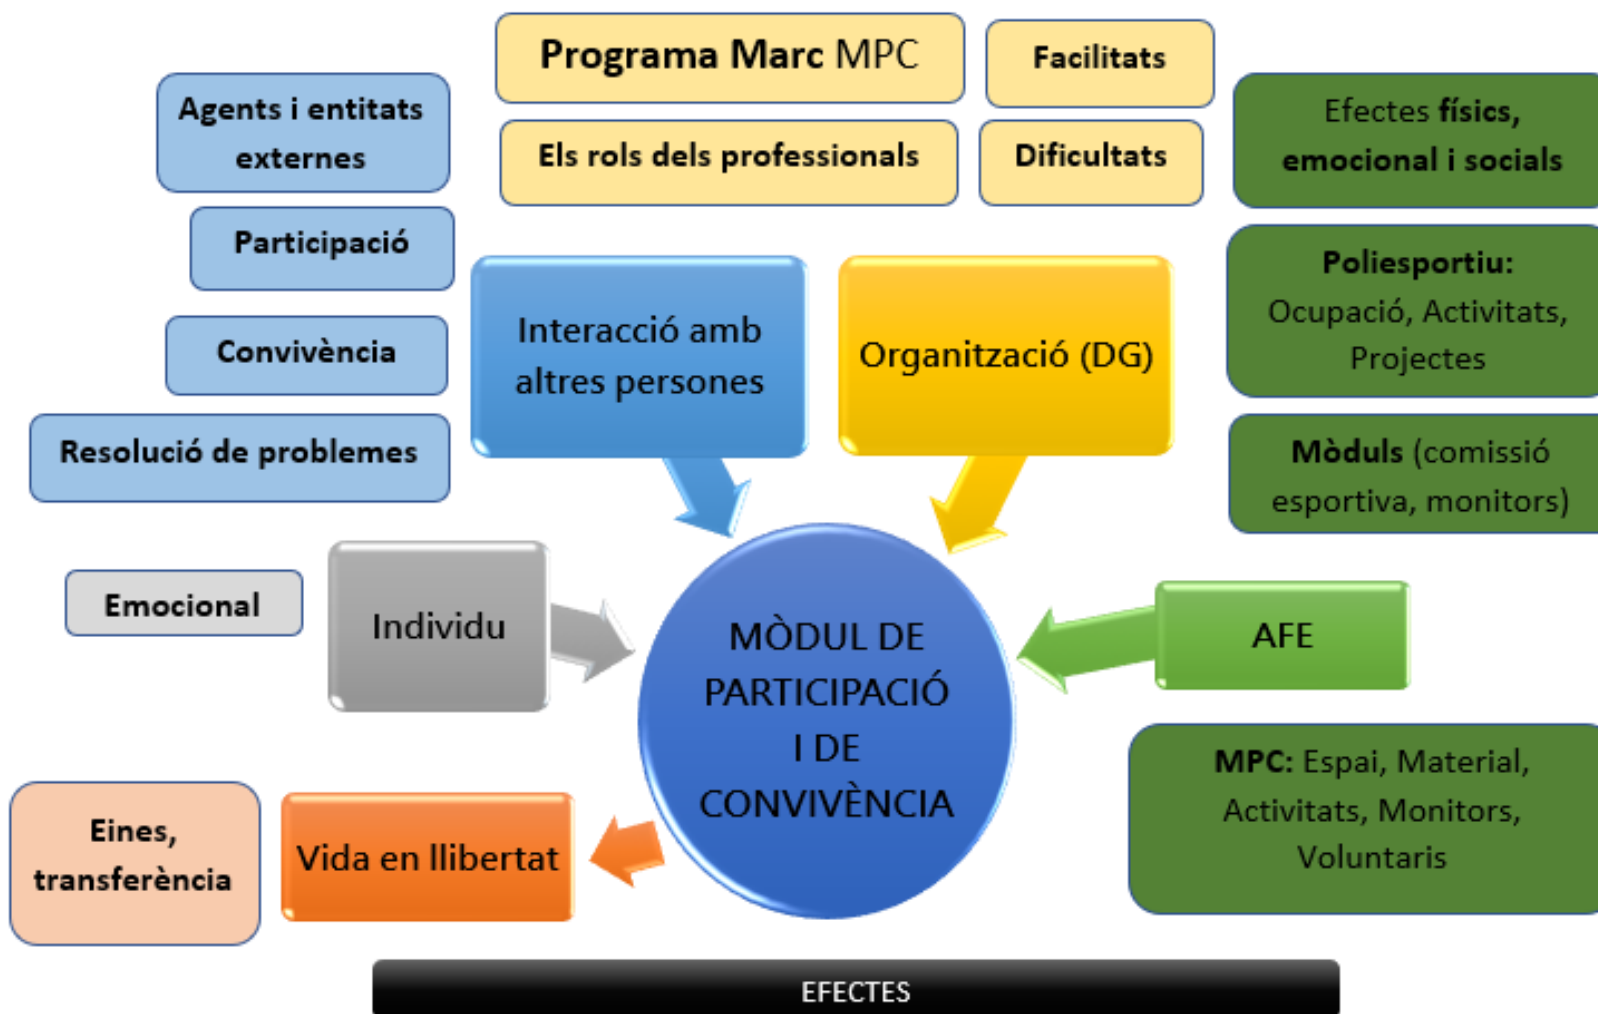 Programa Marc MPC
Facilitats
Agents i entitats
externes
Els rols dels professionals
Dificultats
Efectes físics,
emocional i socials
Participació
Convivència
Resolució de problemes
Interacció amb
altres persones
Organització (DG)
Poliesportiu:
Ocupació, Activitats,
Projectes
Mòduls (comissió
esportiva, monitors)
Emocional
Individu
MÒDUL DE
PARTICIPACIÓ
I DE
CONVIVÈNCIA
AFE
MPC: Espai, Material,
Activitats, Monitors,
Voluntaris
Eines,
transferència
Vida en llibertat
EFECTES